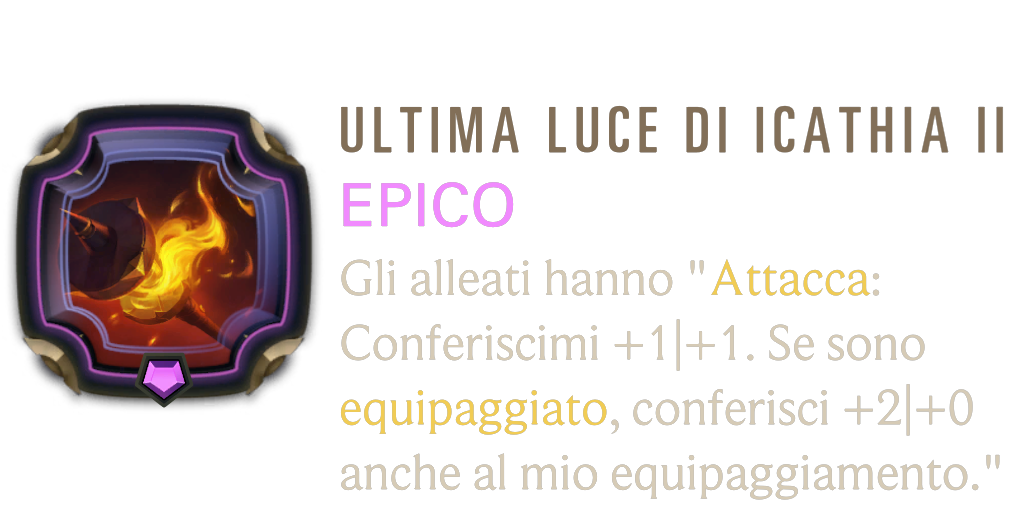 ULTIMA LUCE DI ICATHIA II
EPICO
Gli alleati hanno "Attacca:
Conferiscimi +1|+1. Se sono
equipaggiato, conferisci +2|+0
anche al mio equipaggiamento."